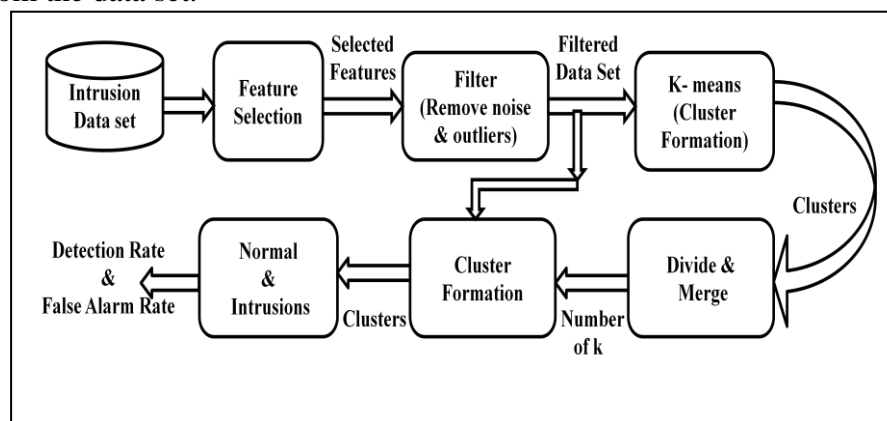 om the data set.
Intrusion
Data set
Feature
Selection
Selected
Features
Filter
(Remove noise
& outliers)
Filtered
Data Set
K- means
(Cluster
Formation)
Clusters
Divide &
Merge
Number
of k
Cluster
Formation
Clusters
Normal
&
Intrusions
Detection Rate
&
False Alarm Rate